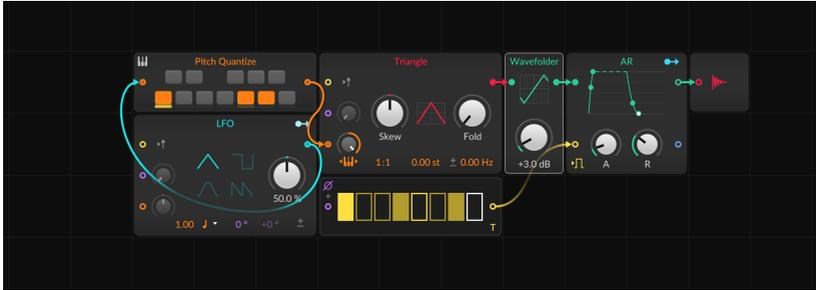 Pitch Quantize
Triangle
Wavefolder
AR
LFO
Skew
Fold
1:1
0.00 st
± 0.00 Hz
+3.0 dB
A
R
50.0 %
1.00
0 °
+0 °
±
+
T